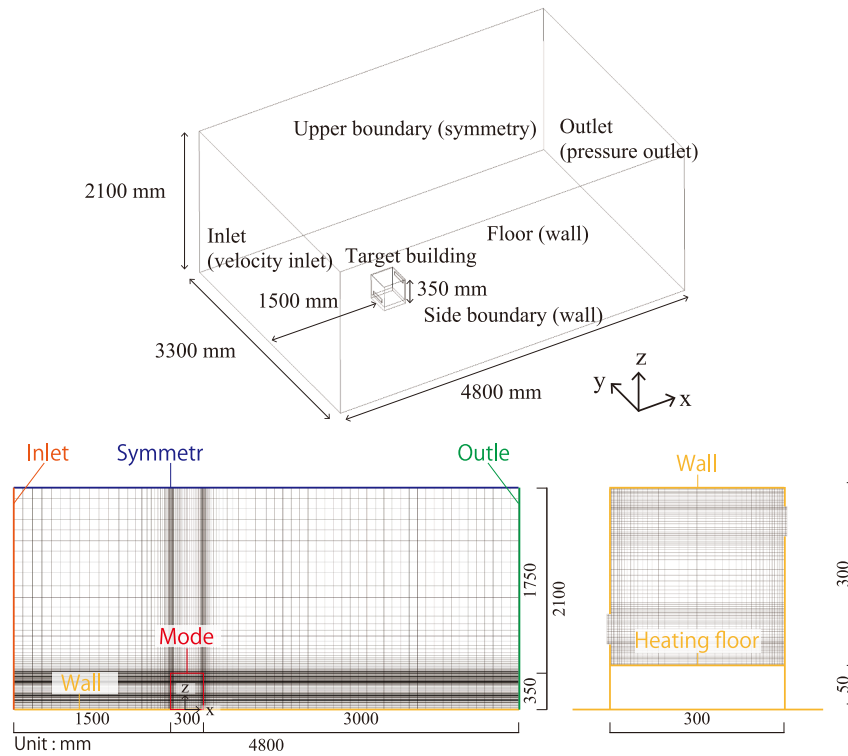 Upper boundary (symmetry)
Outlet
(pressure outlet)
2100 mm
Inlet
(velocity inlet)
Target building
Floor (wall)
1500 mm
350 mm
Side boundary (wall)
3300 mm
4800 mm
z
y
x
Inlet
Symmetr
Outle
Wall
1750
2100
300
Mode
Heating floor
Wall
z
x
350
50
1500
300
3000
300
Unit : mm
4800